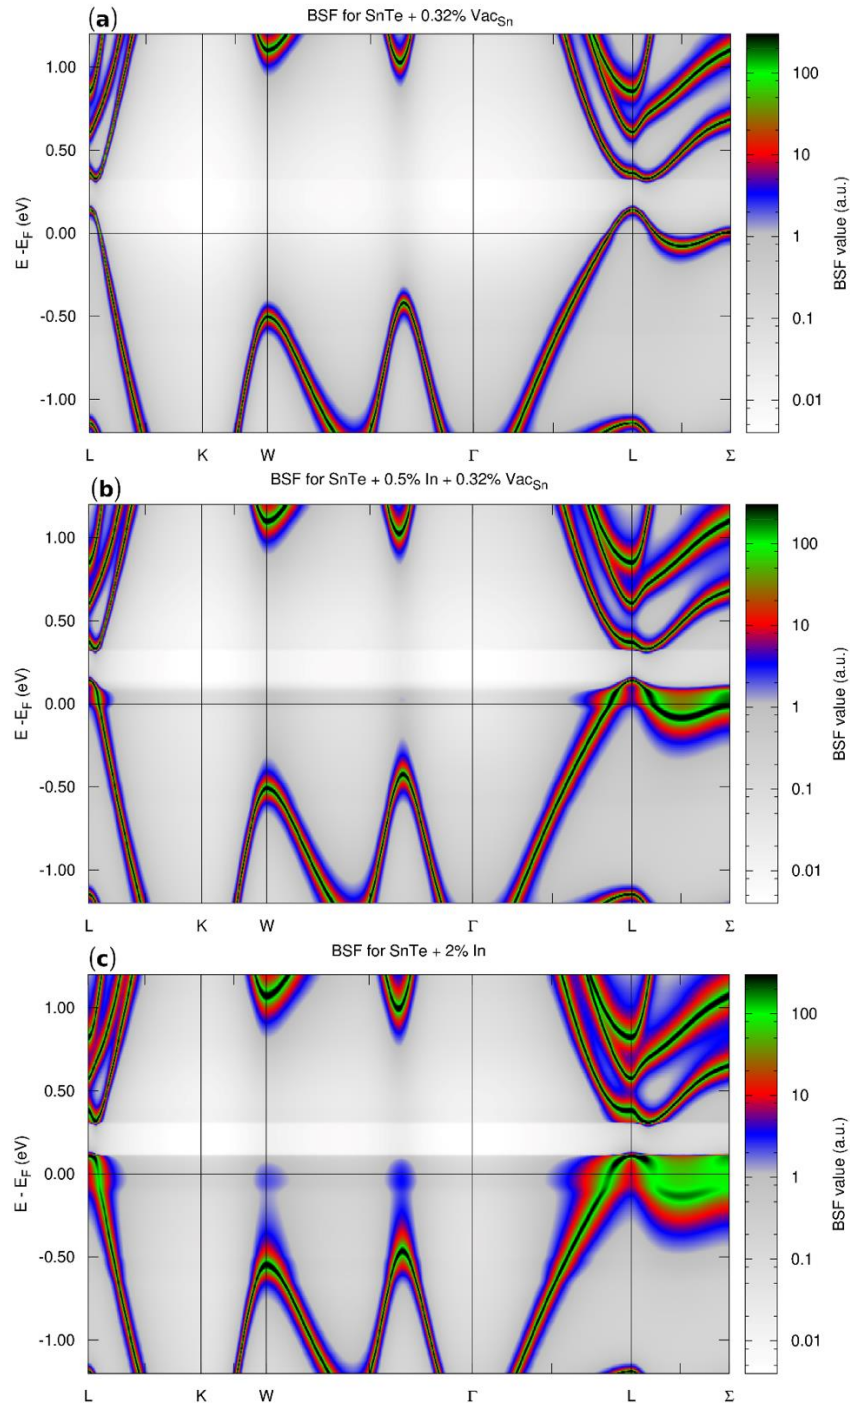 (a) BSF for SnTe + 0.32% Vac_Sn
1.00
0.50
0.00
-0.50
-1.00
E -E_F (eV)
L K W Γ L Σ
100
10
1
0.1
0.01
BSF value (a.u.)
(b) BSF for SnTe + 0.5% In + 0.32% Vac_Sn
1.00
0.50
0.00
-0.50
-1.00
E -E_F (eV)
L K W Γ L Σ
100
10
1
0.1
0.01
BSF value (a.u.)
(c) BSF for SnTe + 2% In
1.00
0.50
0.00
-0.50
-1.00
E - E_F (eV)
L K W Γ L Σ
100
10
1
0.1
0.01
BSF value (a.u.)